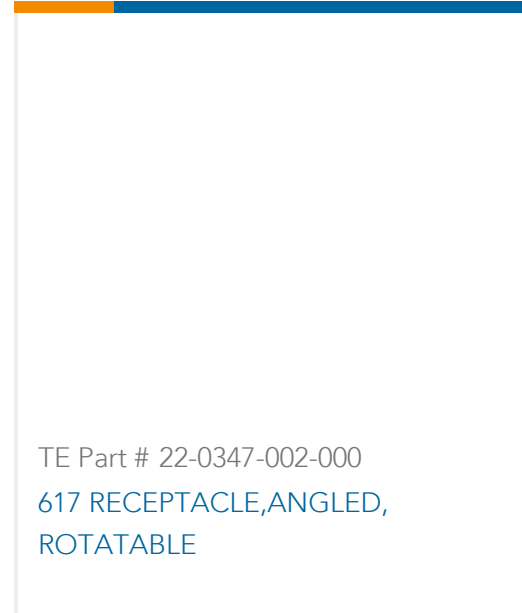 TE Part # 22-0347-002-000
617 RECEPTACLE,ANGLED,
ROTATABLE